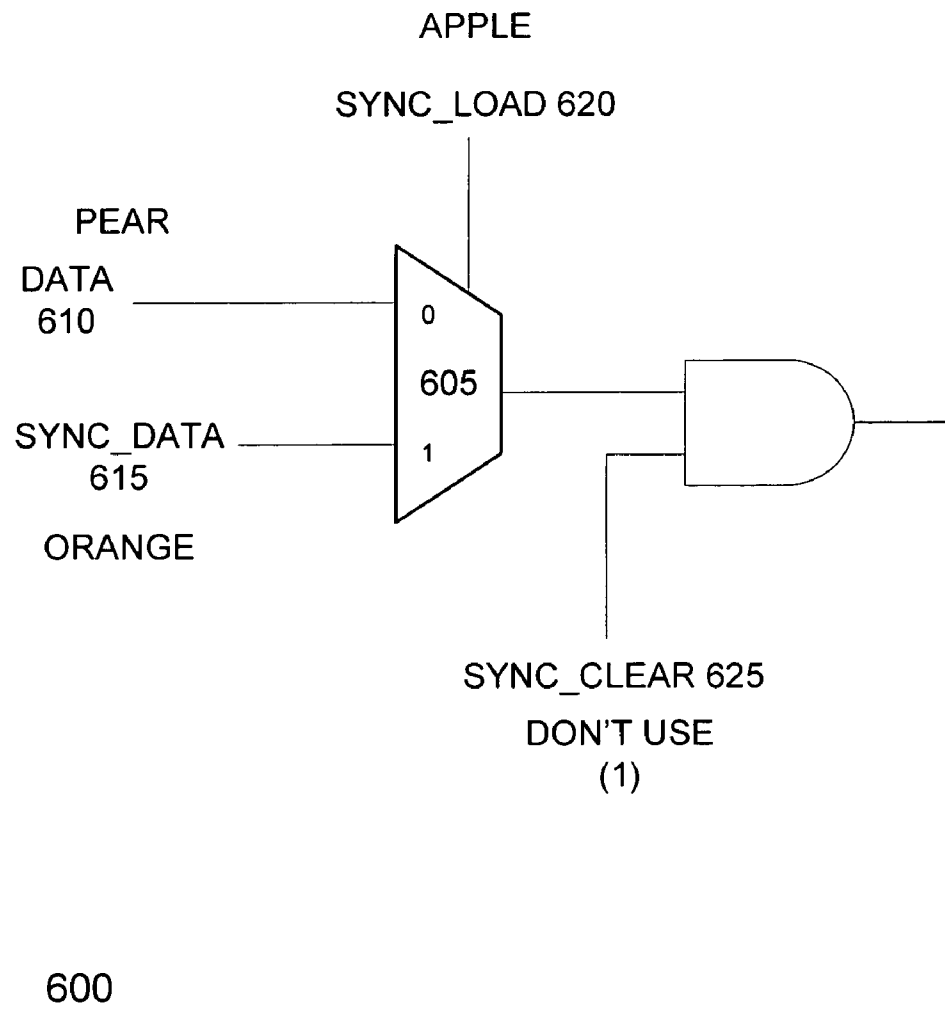 APPLE
SYNC_LOAD 620
PEAR
DATA
610
0
605
SYNC_DATA
615
1
ORANGE
SYNC_CLEAR 625
DON'T USE
(1)
600